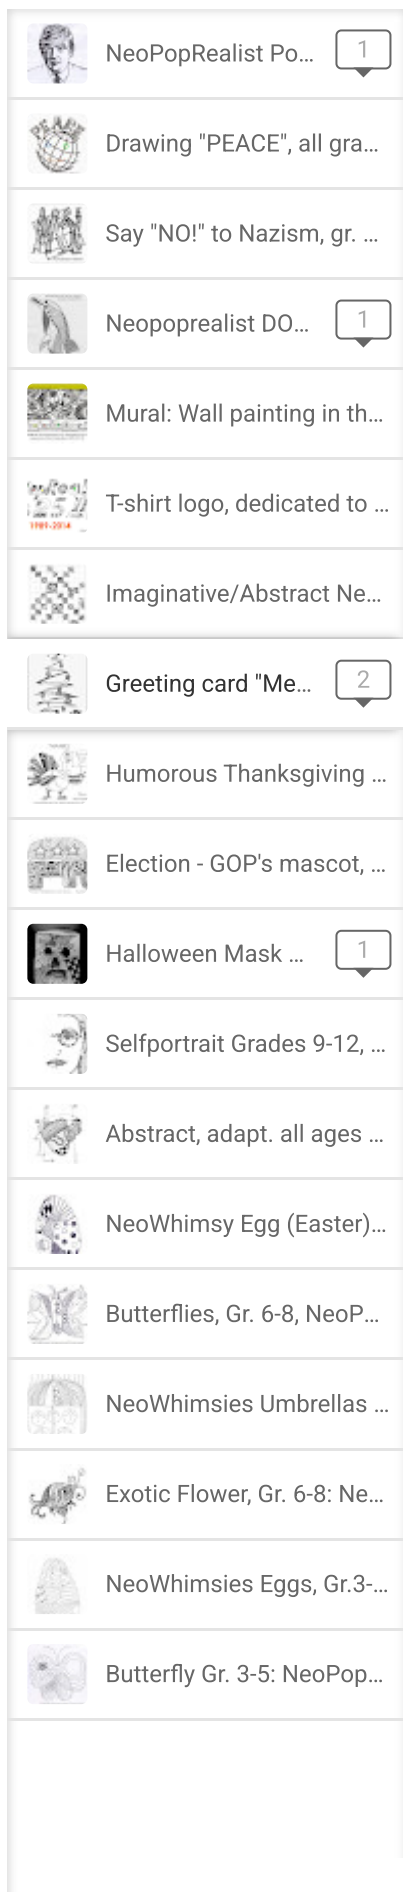 NeoPopRealist Po... 1
Drawing "PEACE", all gra...
Say "NO!" to Nazism, gr. ...
Neopoprealist DO... 1
Mural: Wall painting in th...
T-shirt logo, dedicated to ...
1989-2014
Imaginative/Abstract Ne...
Greeting card "Me... 2
Humorous Thanksgiving ...
Election - GOP's mascot, ...
Halloween Mask ... 1
Selfportrait Grades 9-12, ...
Abstract, adapt. all ages ...
NeoWhimsy Egg (Easter)...
Butterflies, Gr. 6-8, NeoP...
NeoWhimsies Umbrellas ...
Exotic Flower, Gr. 6-8: Ne...
NeoWhimsies Eggs, Gr.3-...
Butterfly Gr. 3-5: NeoPop...